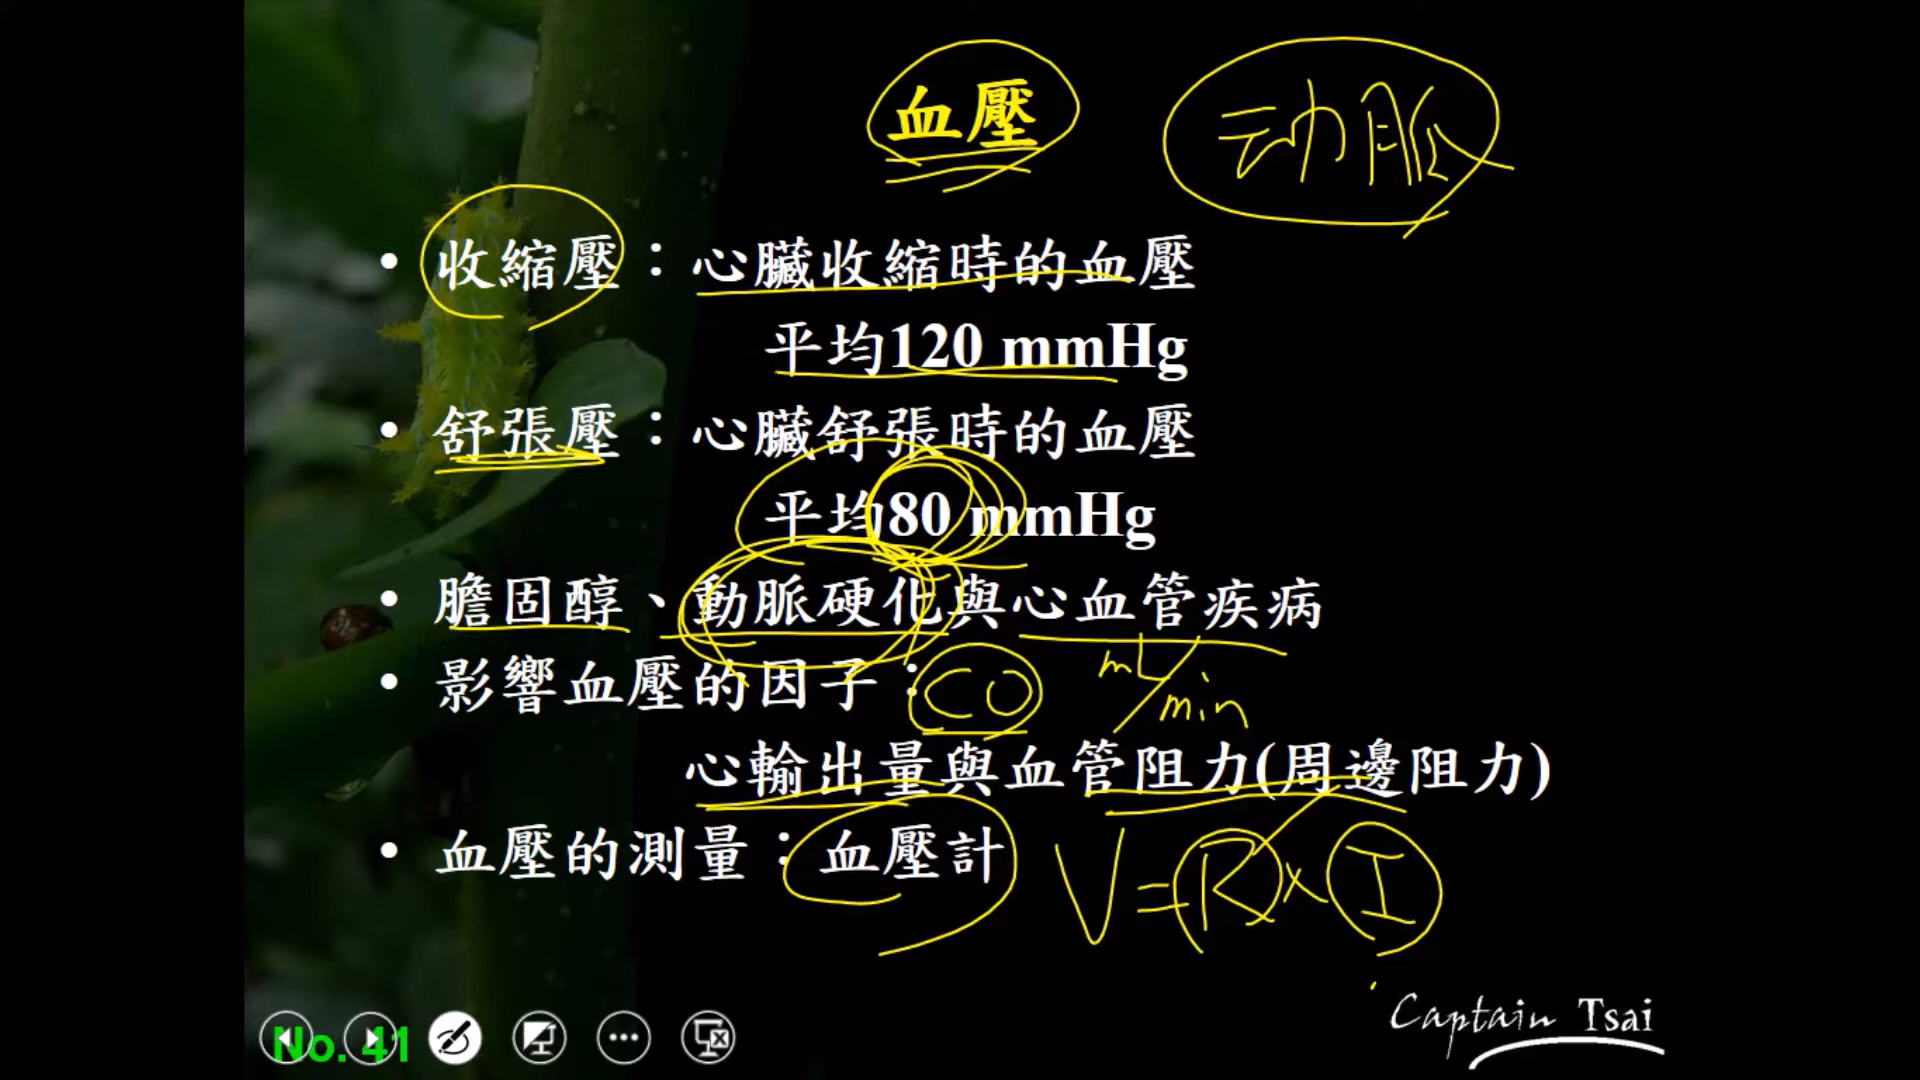 血壓 动脈
• 收縮壓：心臟收縮時的血壓
平均120 mmHg
• 舒張壓：心臟舒張時的血壓
平均80 mmHg
• 膽固醇、動脈硬化與心血管疾病
• 影響血壓的因子：CO mL/min
心輸出量與血管阻力(周邊阻力)
• 血壓的測量：血壓計 V=R×I
Captain Tsai
No. 41